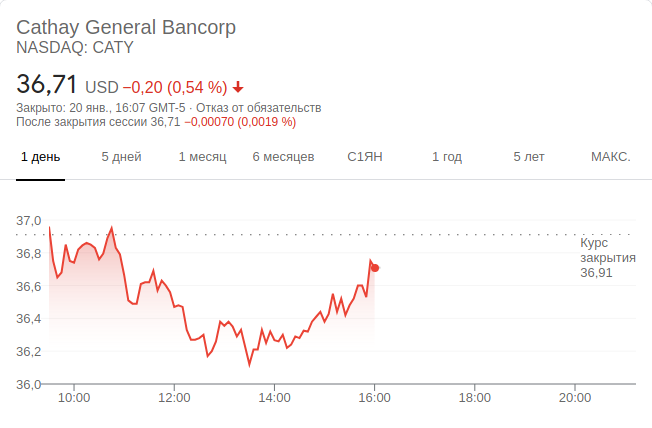 Cathay General Bancorp
NASDAQ: CATY
36,71 USD −0,20 (0,54 %)
Закрыто: 20 янв., 16:07 GMT-5 · Отказ от обязательств
После закрытия сессии 36,71 −0,00070 (0,0019 %)
1 день 5 дней 1 месяц 6 месяцев С1ЯН 1 год 5 лет МАКС.
37,0
Курс
36,8
закрытия
36,91
36,6
36,4
36,2
36,0
10:00 12:00 14:00 16:00 18:00 20:00